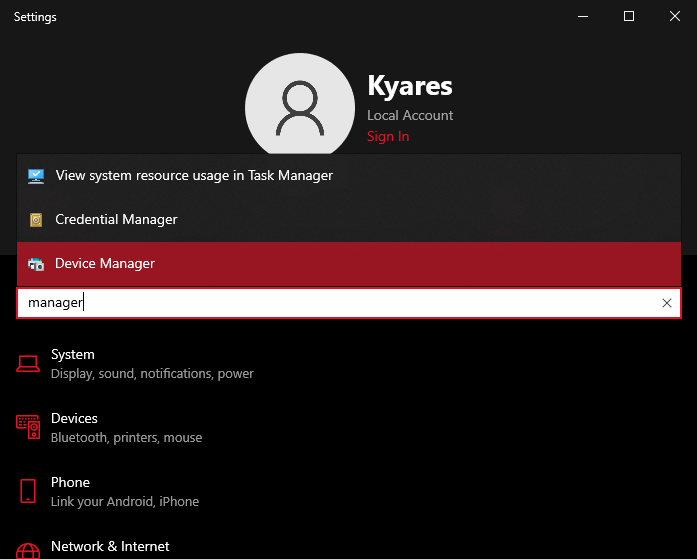 Settings
Kyares
Local Account
Sign In
View system resource usage in Task Manager
Credential Manager
Device Manager
manager
System
Display, sound, notifications, power
Devices
Bluetooth, printers, mouse
Phone
Link your Android, iPhone
Network & Internet